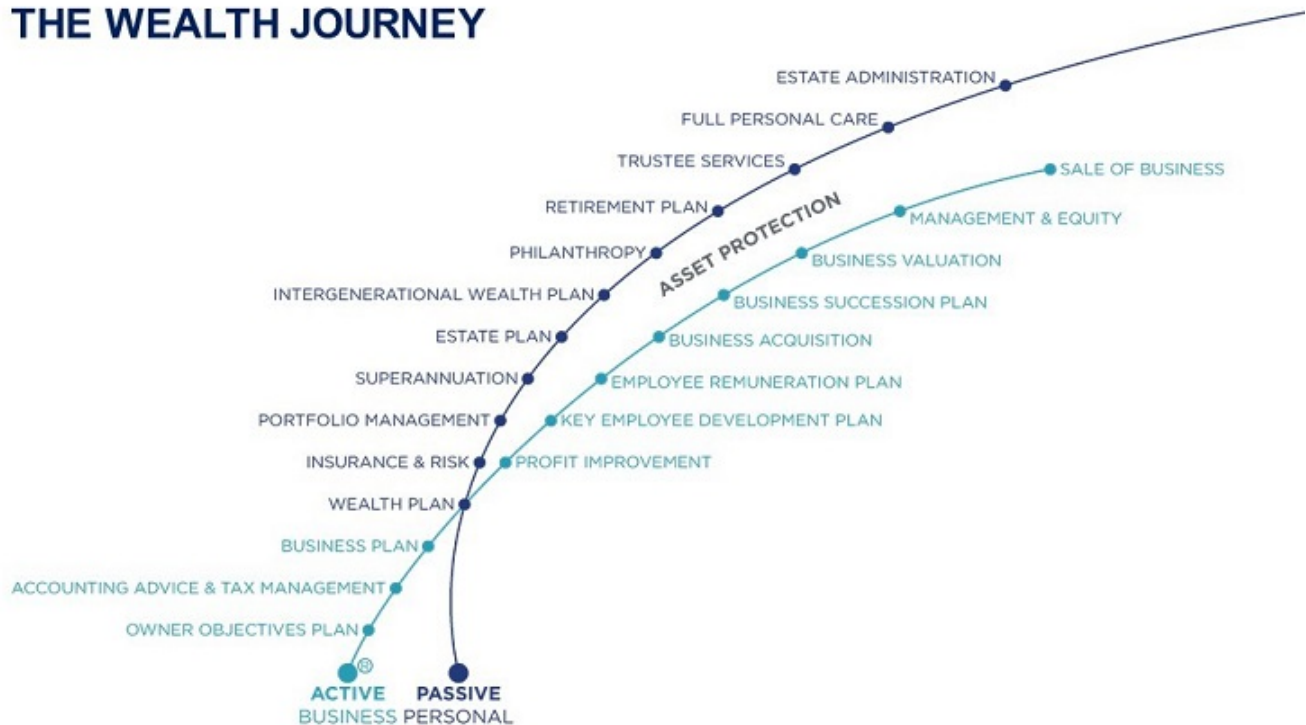 THE WEALTH JOURNEY
ESTATE ADMINISTRATION
FULL PERSONAL CARE
TRUSTEE SERVICES
SALE OF BUSINESS
RETIREMENT PLAN
MANAGEMENT & EQUITY
ASSET PROTECTION
PHILANTHROPY
BUSINESS VALUATION
INTERGENERATIONAL WEALTH PLAN
BUSINESS SUCCESSION PLAN
ESTATE PLAN
BUSINESS ACQUISITION
SUPERANNUATION
EMPLOYEE REMUNERATION PLAN
PORTFOLIO MANAGEMENT
KEY EMPLOYEE DEVELOPMENT PLAN
INSURANCE & RISK
PROFIT IMPROVEMENT
WEALTH PLAN
BUSINESS PLAN
ACCOUNTING ADVICE & TAX MANAGEMENT
OWNER OBJECTIVES PLAN
®
ACTIVE
BUSINESS
PASSIVE
PERSONAL